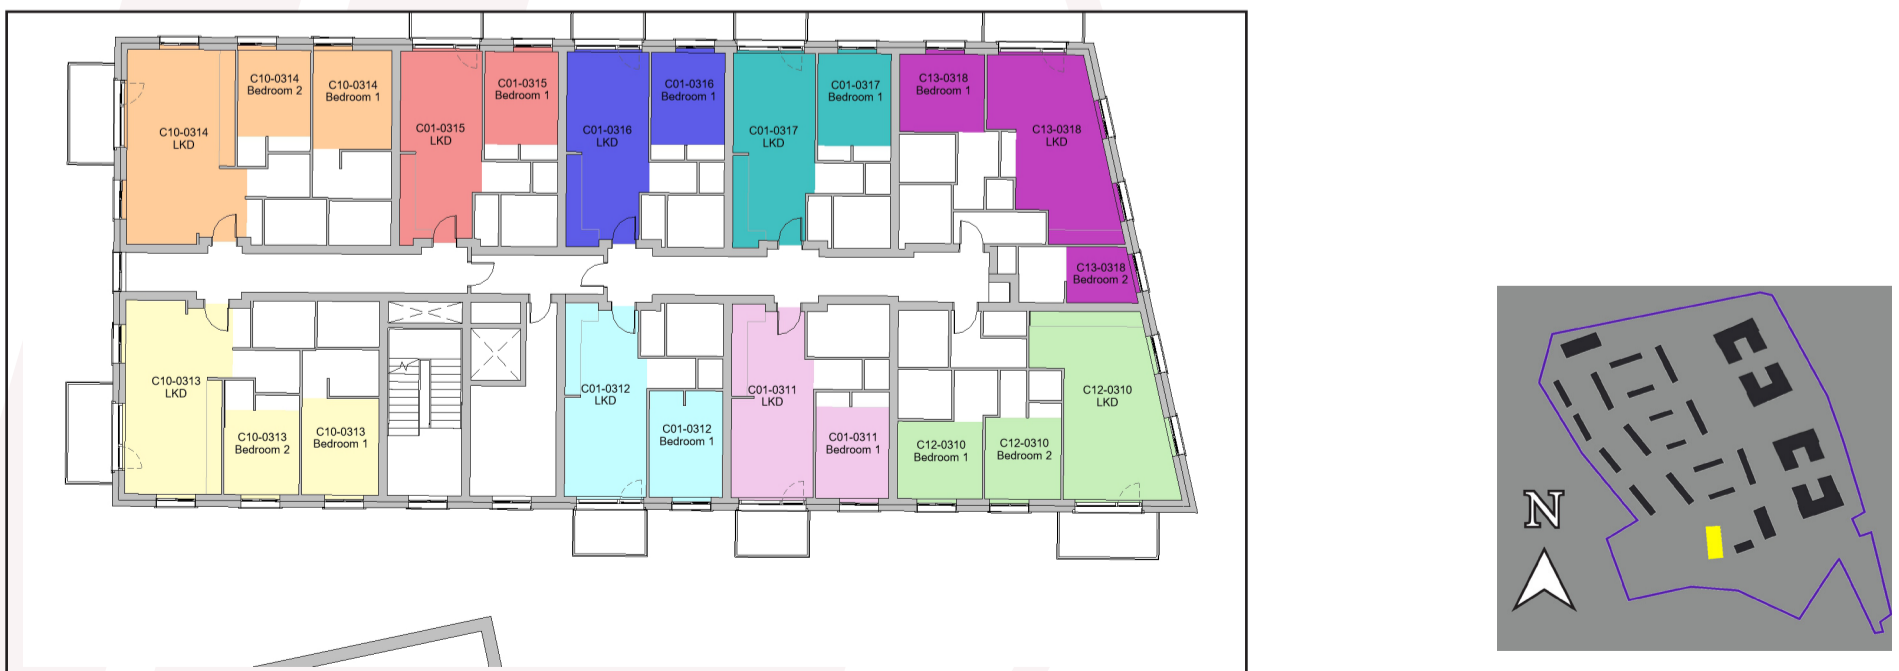 C10-0314
LKD
C10-0314
Bedroom 2
C10-0314
Bedroom 1
C01-0315
LKD
C01-0315
Bedroom 1
C01-0316
LKD
C01-0316
Bedroom 1
C01-0317
LKD
C01-0317
Bedroom 1
C13-0318
Bedroom 1
C13-0318
LKD
C13-0318
Bedroom 2
C10-0313
LKD
C10-0313
Bedroom 2
C10-0313
Bedroom 1
C01-0312
LKD
C01-0312
Bedroom 1
C01-0311
LKD
C01-0311
Bedroom 1
C12-0310
Bedroom 1
C12-0310
Bedroom 2
C12-0310
LKD
N